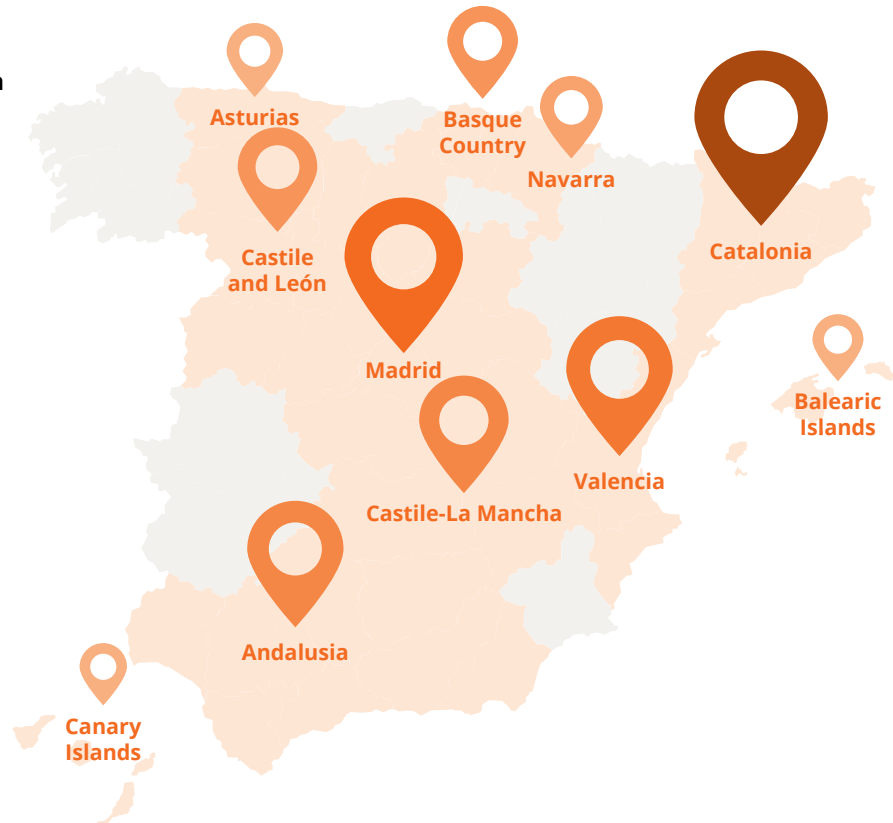 Asturias
Basque
Country
Navarra
Castile
and León
Catalonia
Madrid
Balearic
Islands
Valencia
Castile-La Mancha
Andalusia
Canary
Islands